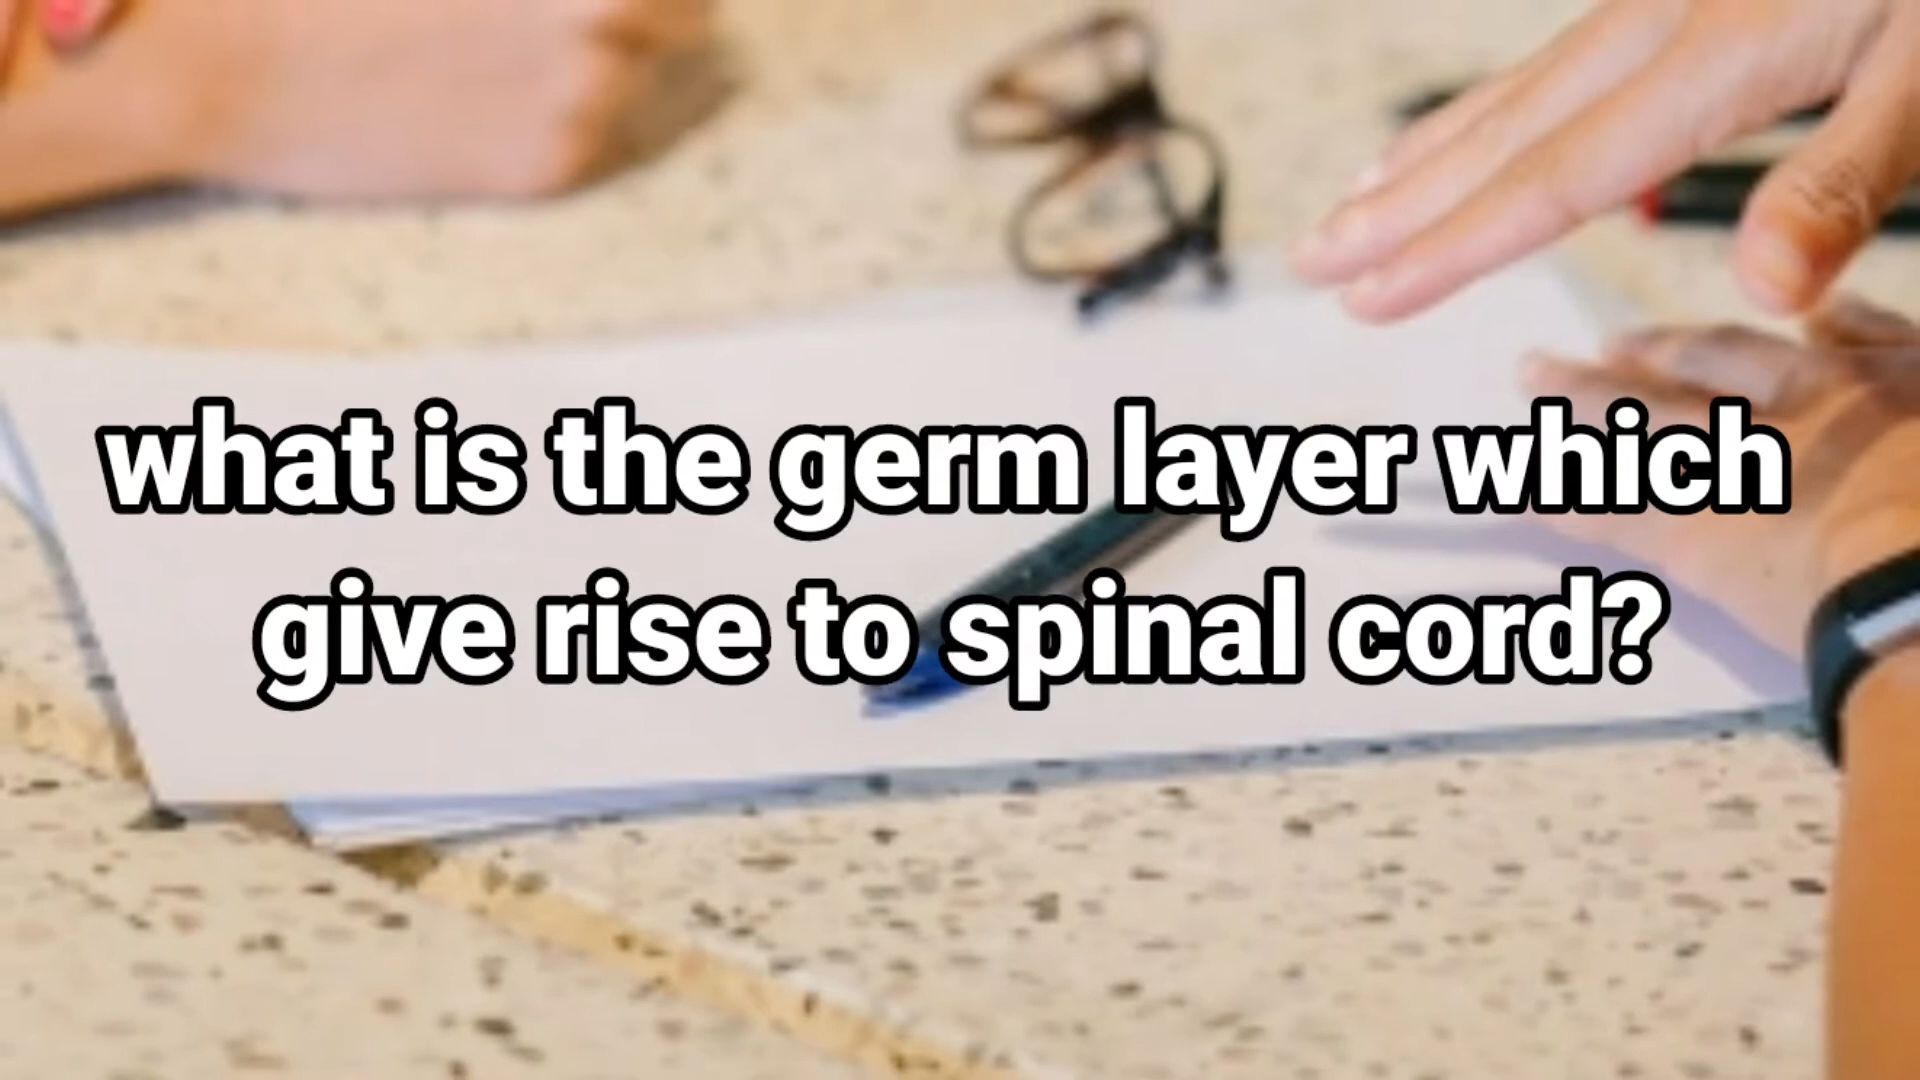 what is the germ layer which
give rise to spinal cord?